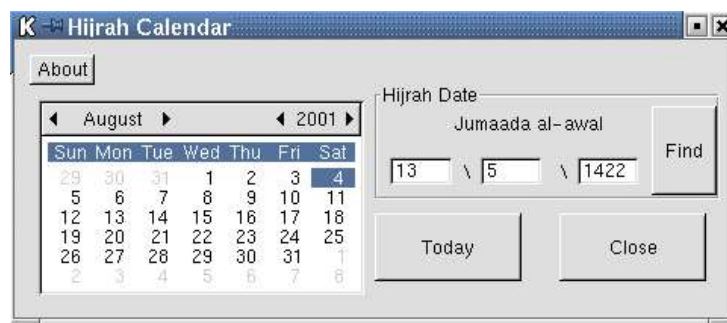 K Hijrah Calendar
About
August 2001
Sun Mon Tue Wed Thu Fri Sat
29 30 31 1 2 3 4
5 6 7 8 9 10 11
12 13 14 15 16 17 18
19 20 21 22 23 24 25
26 27 28 29 30 31 1
2 3 4 5 6 7 8
Hijrah Date
Jumaada al-awal
13 \ 5 \ 1422
Find
Today
Close